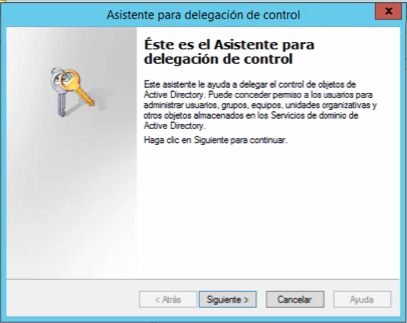 Asistente para delegación de control
x
Éste es el Asistente para
delegación de control
Este asistente le ayuda a delegar el control de objetos de
Active Directory. Puede conceder permiso a los usuarios para
administrar usuarios, grupos, equipos, unidades organizativas y
otros objetos almacenados en los Servicios de dominio de
Active Directory.
Haga clic en Siguiente para continuar.
< Atrás
Siguiente >
Cancelar
Ayuda